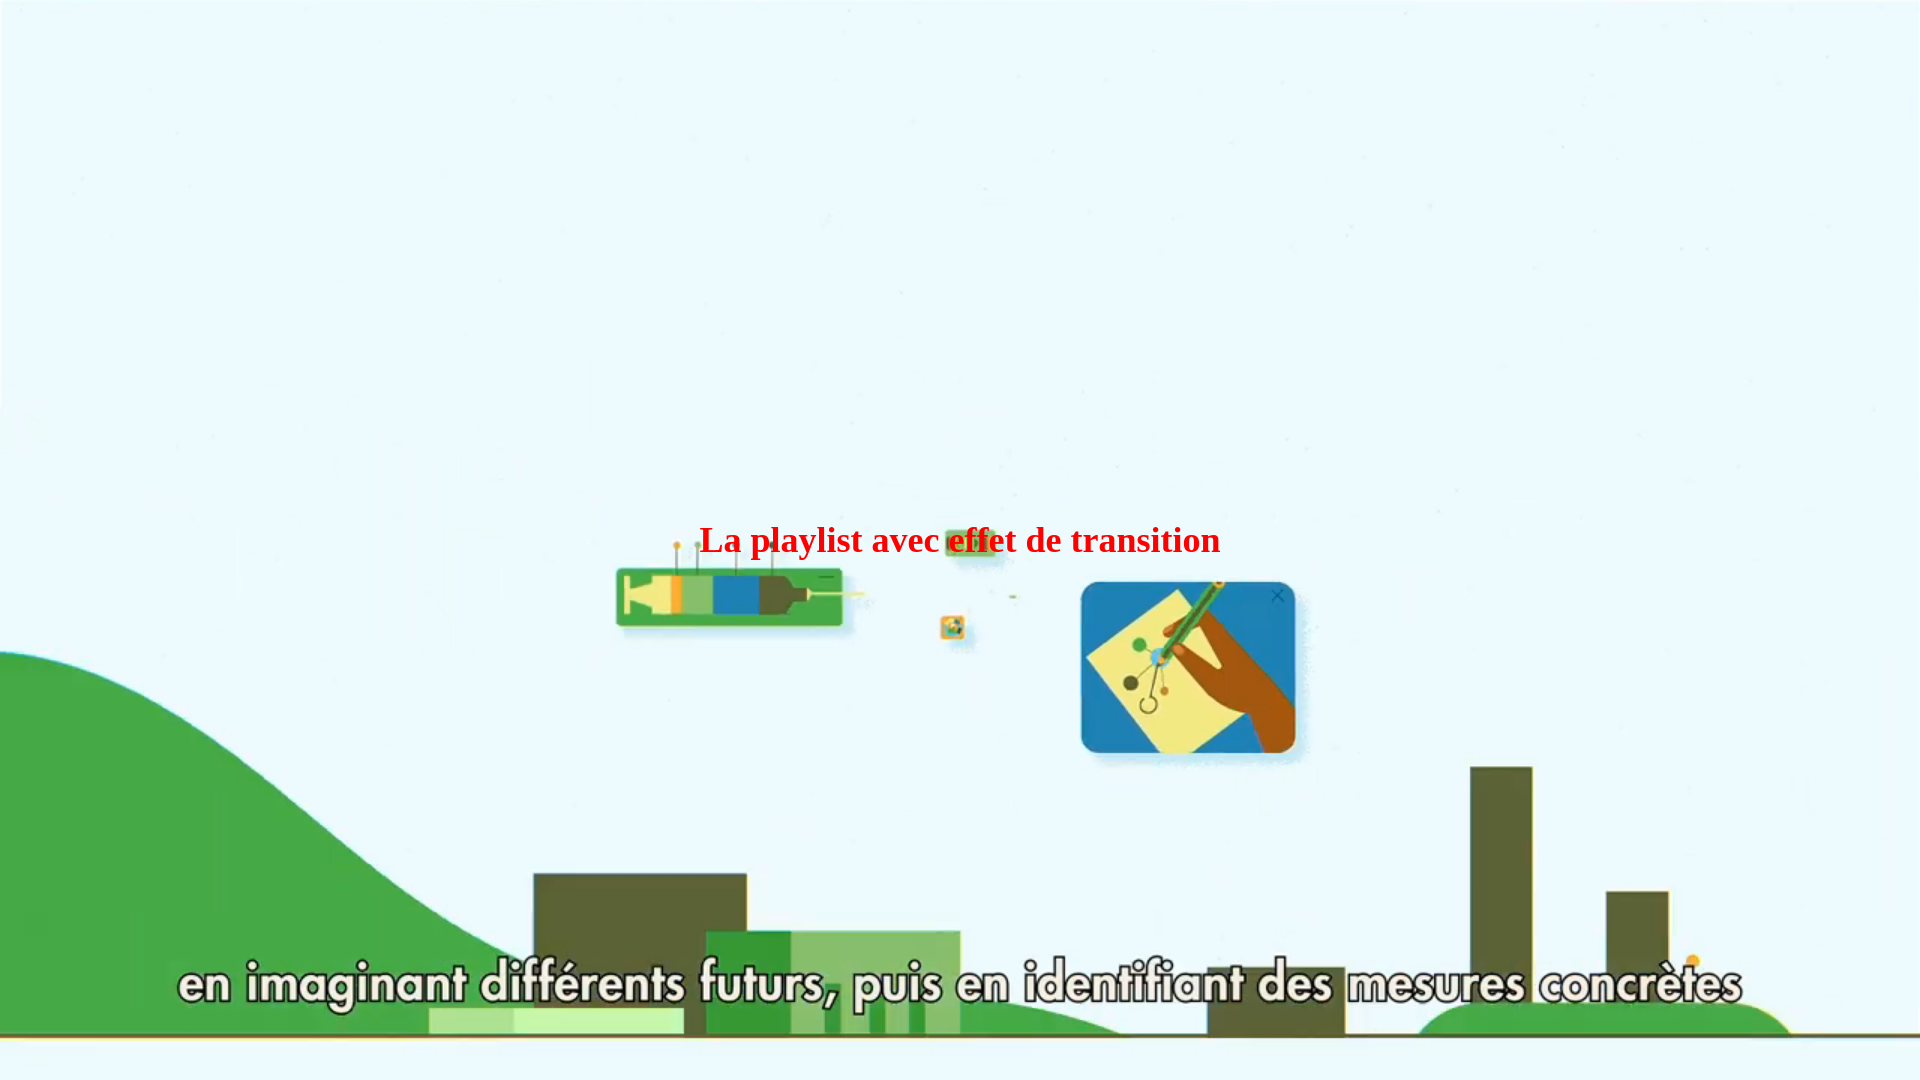 La playlist avec effet de transition
en imaginant différents futurs, puis en identifiant des mesures concrètes